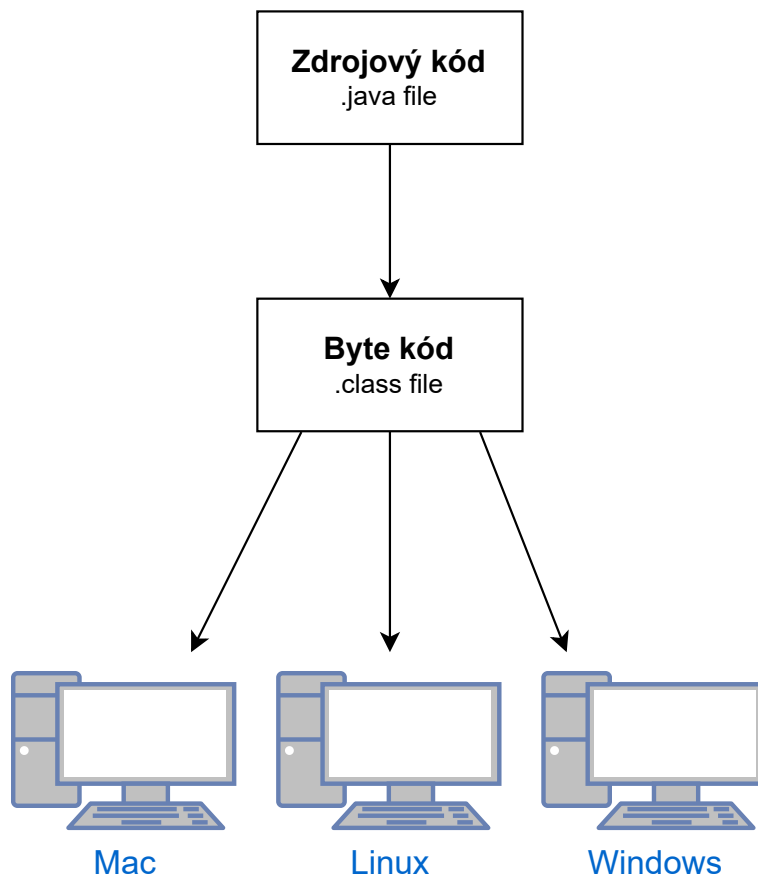 Zdrojový kód
.java file
Byte kód
.class file
Mac
Linux
Windows